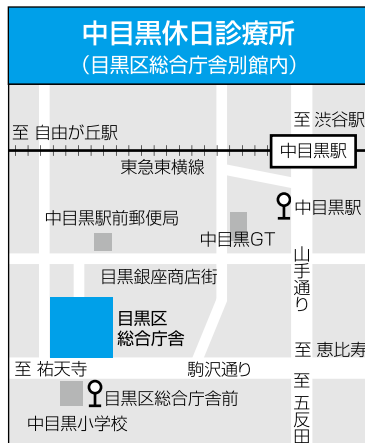 中目黒休日診療所
(目黒区総合庁舎別館内)
至 渋谷駅
至 自由が丘駅
中目黒駅
東急東横線
中目黒駅
中目黒駅前郵便局
中目黒GT
山手通り
目黒銀座商店街
目黒区
総合庁舎
至 恵比寿
至 祐天寺
駒沢通り
至 五反田
目黒区総合庁舎前
中目黒小学校